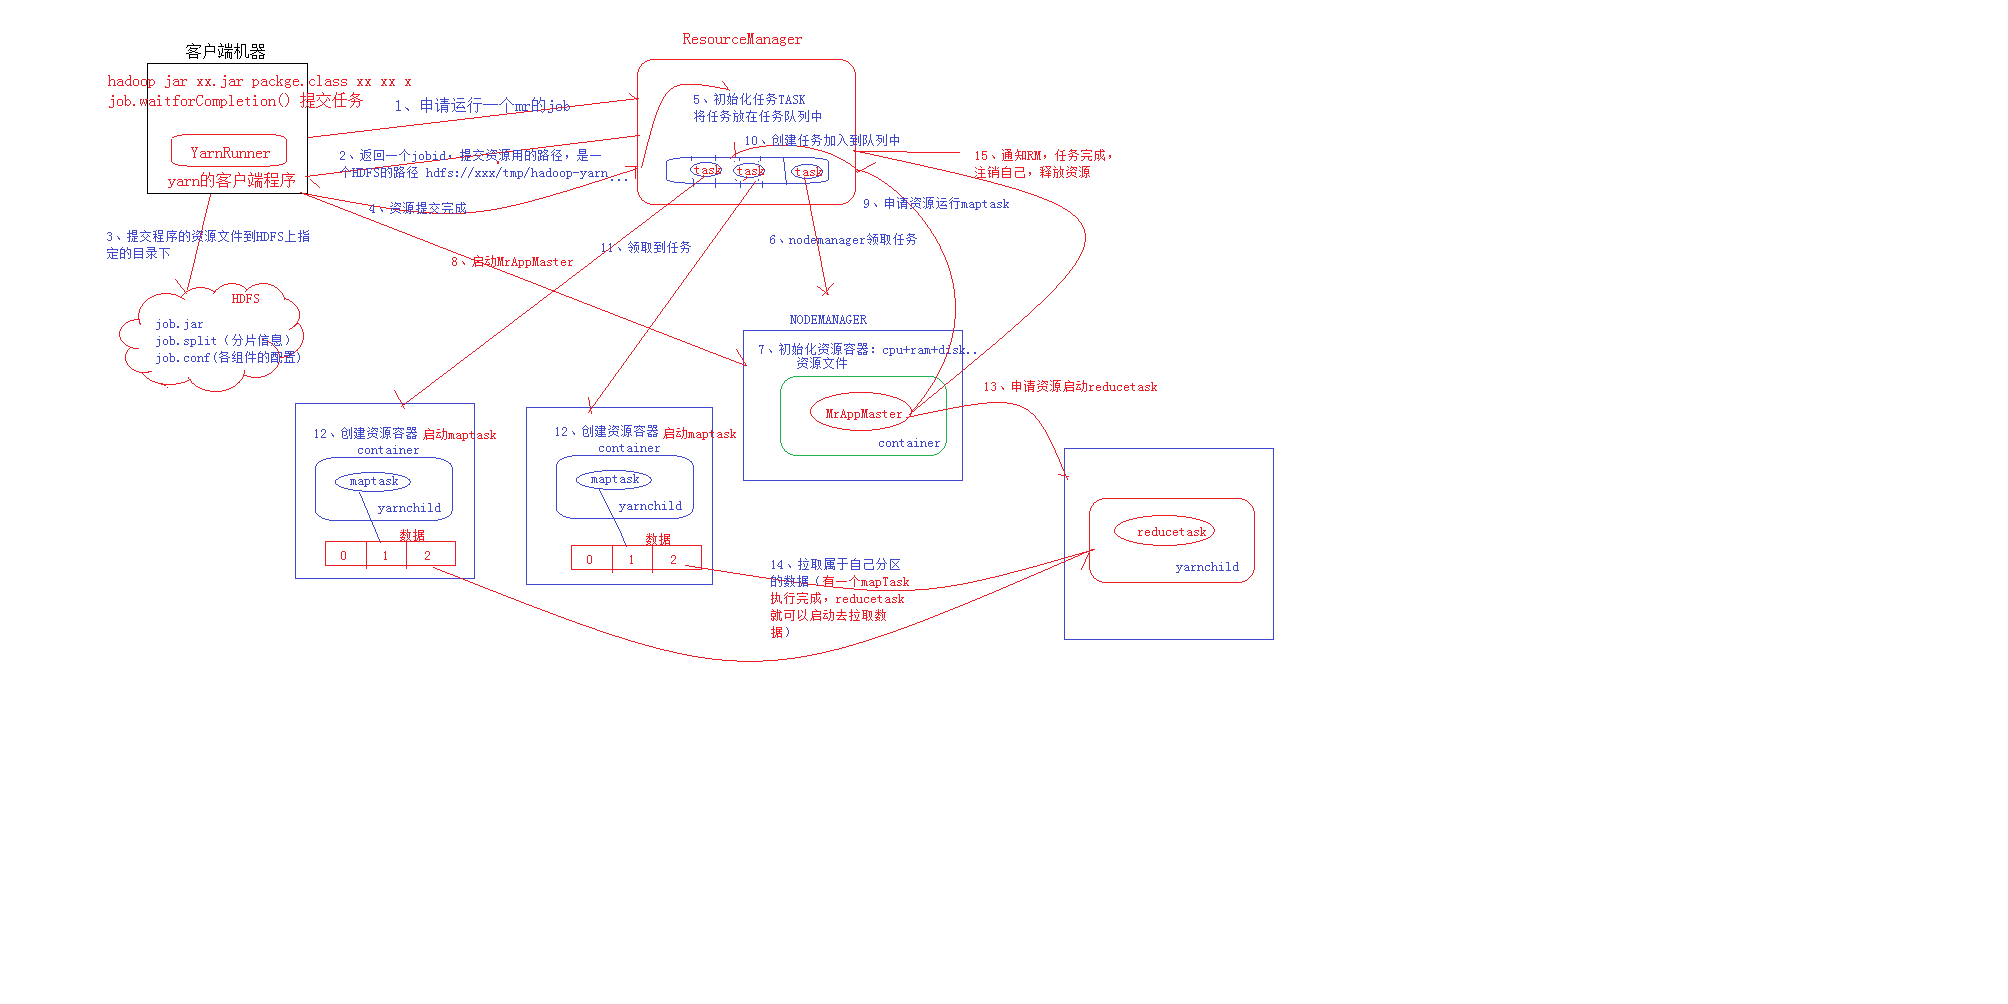 客户端机器
hadoop jar xx.jar packge.class xx xx x
job.waitforCompletion() 提交任务
YarnRunner
yarn的客户端程序
1、申请运行一个mr的job
2、返回一个jobid，提交资源用的路径，是一
个HDFS的路径 hdfs://xxx/tmp/hadoop-yarn...
4、资源提交完成
3、提交程序的资源文件到HDFS上指
定的目录下
HDFS
job.jar
job.split（分片信息）
job.conf(各组件的配置)
ResourceManager
5、初始化任务TASK
将任务放在任务队列中
10、创建任务加入到队列中
task
task
task
15、通知RM，任务完成，
注销自己，释放资源
9、申请资源运行maptask
6、nodemanager领取任务
11、领取到任务
8、启动MrAppMaster
NODEMANAGER
7、初始化资源容器：cpu+ram+disk..
资源文件
MrAppMaster
container
13、申请资源启动reducetask
12、创建资源容器 启动maptask
container
maptask
yarnchild
数据
0 1 2
12、创建资源容器 启动maptask
container
maptask
yarnchild
数据
0 1 2
14、拉取属于自己分区
的数据（有一个mapTask
执行完成，reducetask
就可以启动去拉取数
据）
reducetask
yarnchild